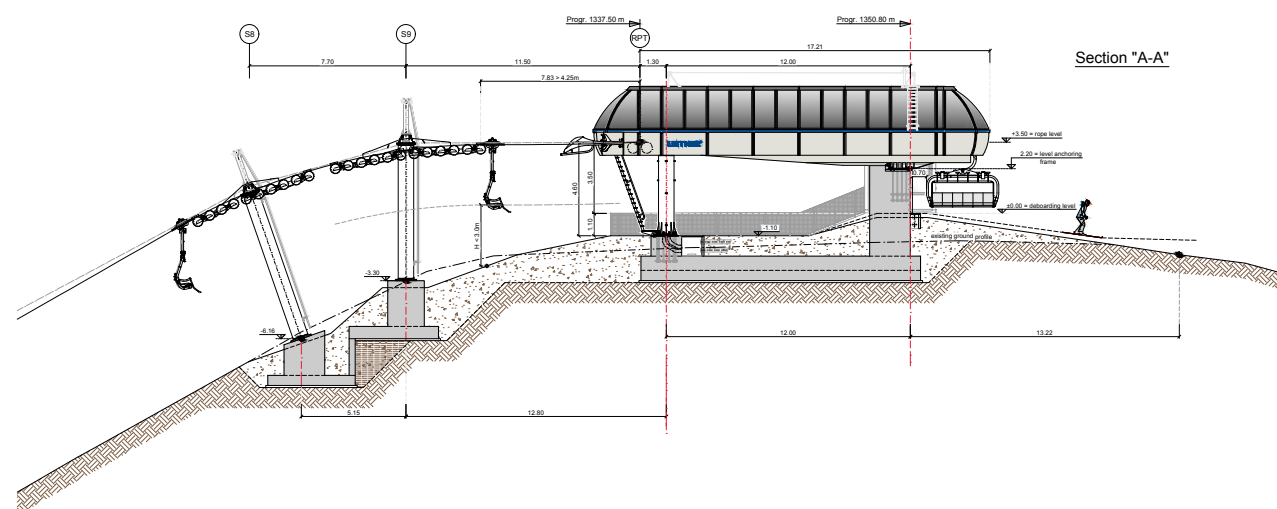 Progr. 1337.50 m
Progr. 1350.80 m
S8
S9
RPT
17.21
Section "A-A"
7.70
11.50
1.30
12.00
7.83 > 4.25m
+3.50 = rope level
2.20 = level anchoring
frame
0.70
3.50
4.60
±0.00 = deboarding level
1.10
-1.10
H < 3.0m
existing ground profile
-3.30
-6.16
12.00
13.22
5.15
12.80